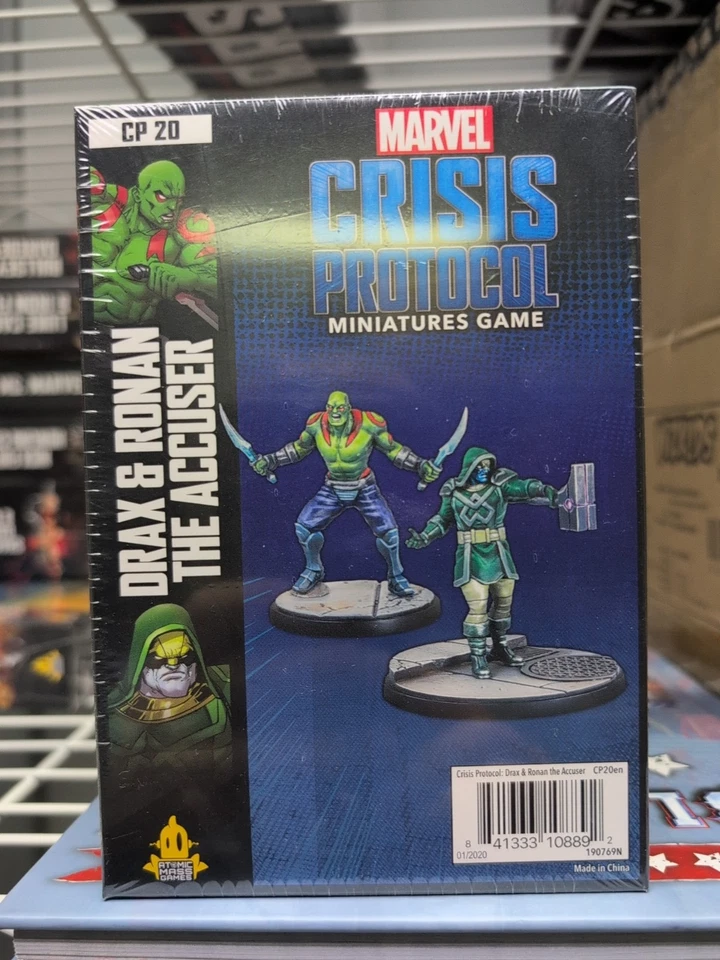 CP 20
MARVEL
CRISIS
PROTOCOL
MINIATURES GAME
DRAX & RONAN
THE ACCUSER
ATOMIC
MASS
GAMES
Crisis Protocol: Drax & Ronan the Accuser CP20en
8 41333 10889 2
01/2020 190769N
Made in China